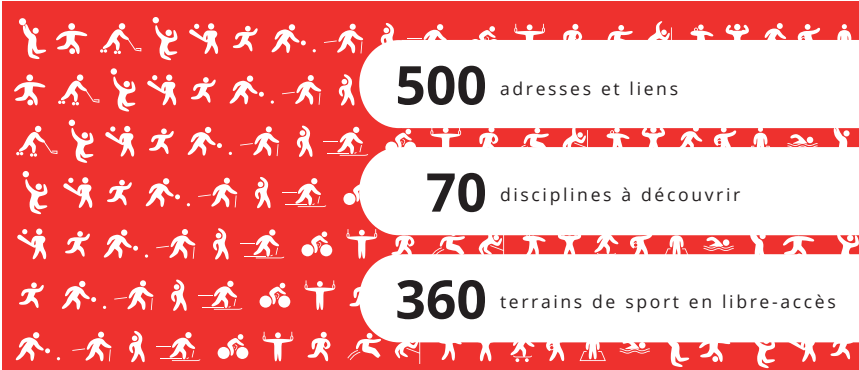 500 adresses et liens
70 disciplines à découvrir
360 terrains de sport en libre-accès